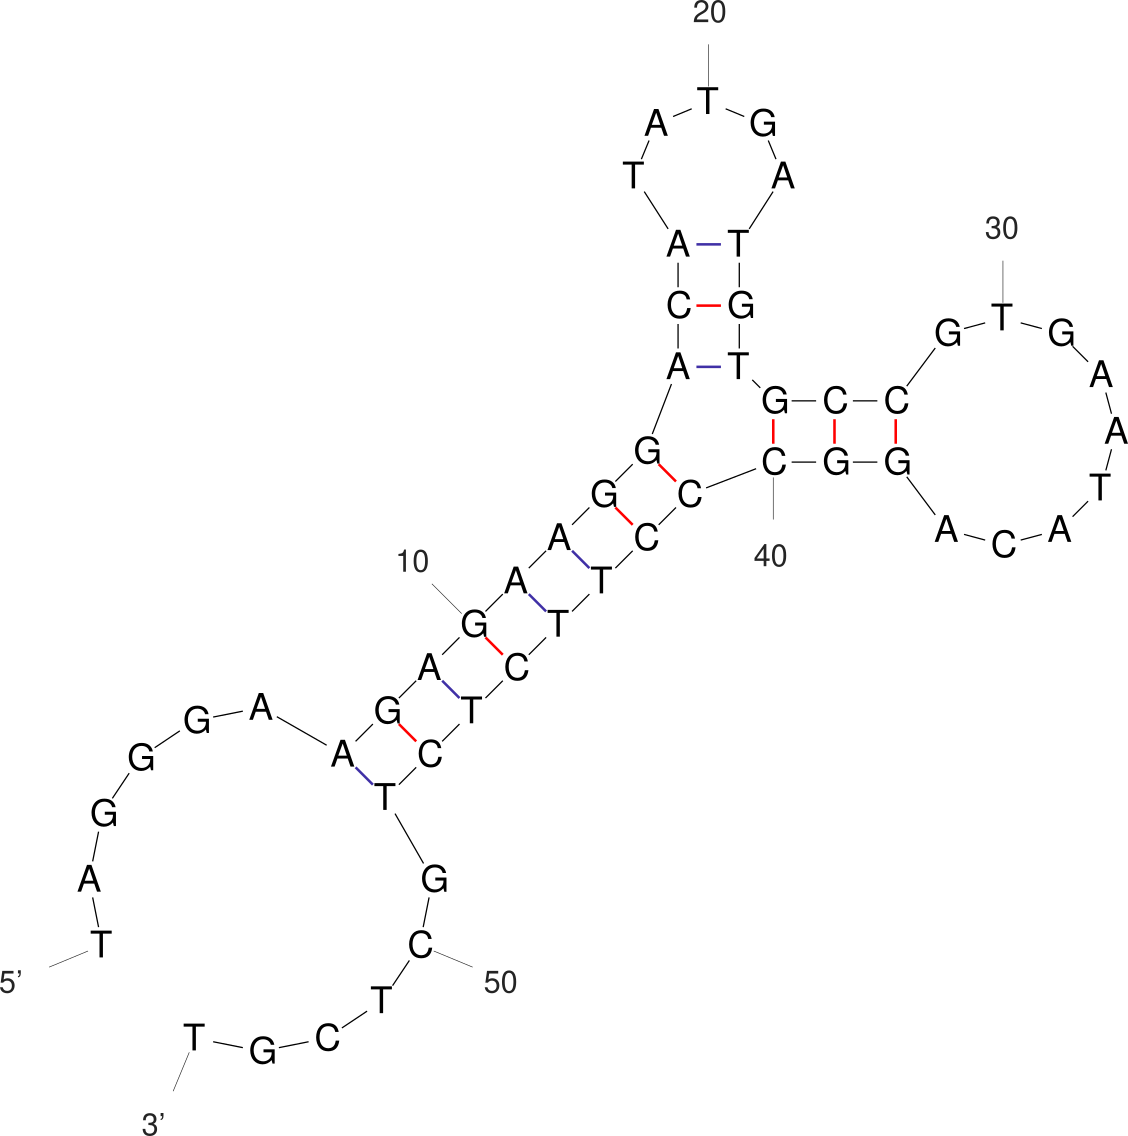 20
T
A G
T A
30
A T
C G G T G
A T A
G C C
A
G
C G G
G C T
A C A C A
40
10
A T
G T
A C
G A G T
G A C
T
G
A G
T C
5’ 50
T
T G C
3’